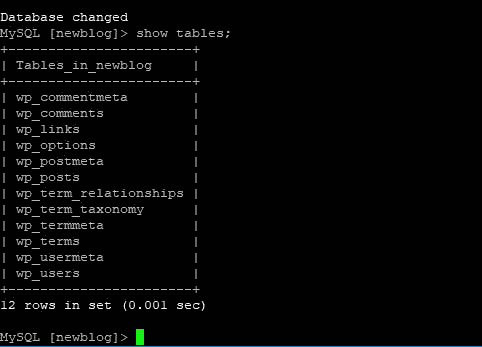 Database changed
MySQL [newblog]> show tables;
+-----------------------+
| Tables_in_newblog     |
+-----------------------+
| wp_commentmeta        |
| wp_comments           |
| wp_links              |
| wp_options            |
| wp_postmeta           |
| wp_posts              |
| wp_term_relationships |
| wp_term_taxonomy      |
| wp_termmeta           |
| wp_terms              |
| wp_usermeta           |
| wp_users              |
+-----------------------+
12 rows in set (0.001 sec)
MySQL [newblog]>